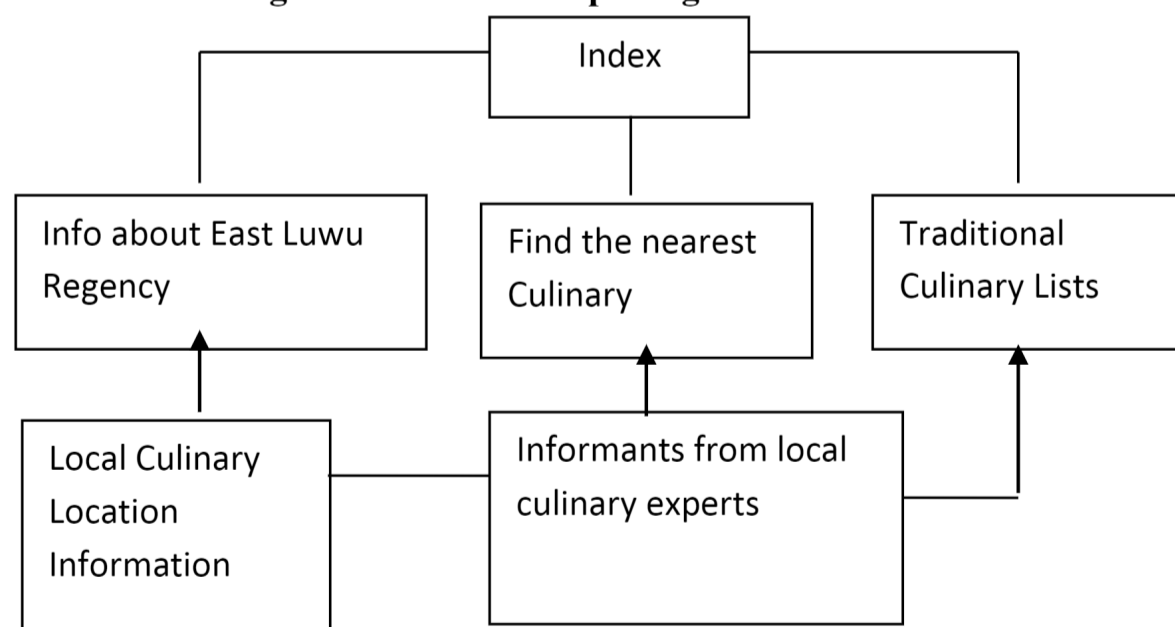 Index
Info about East Luwu
Regency
Find the nearest
Culinary
Traditional
Culinary Lists
Local Culinary
Location
Information
Informants from local
culinary experts